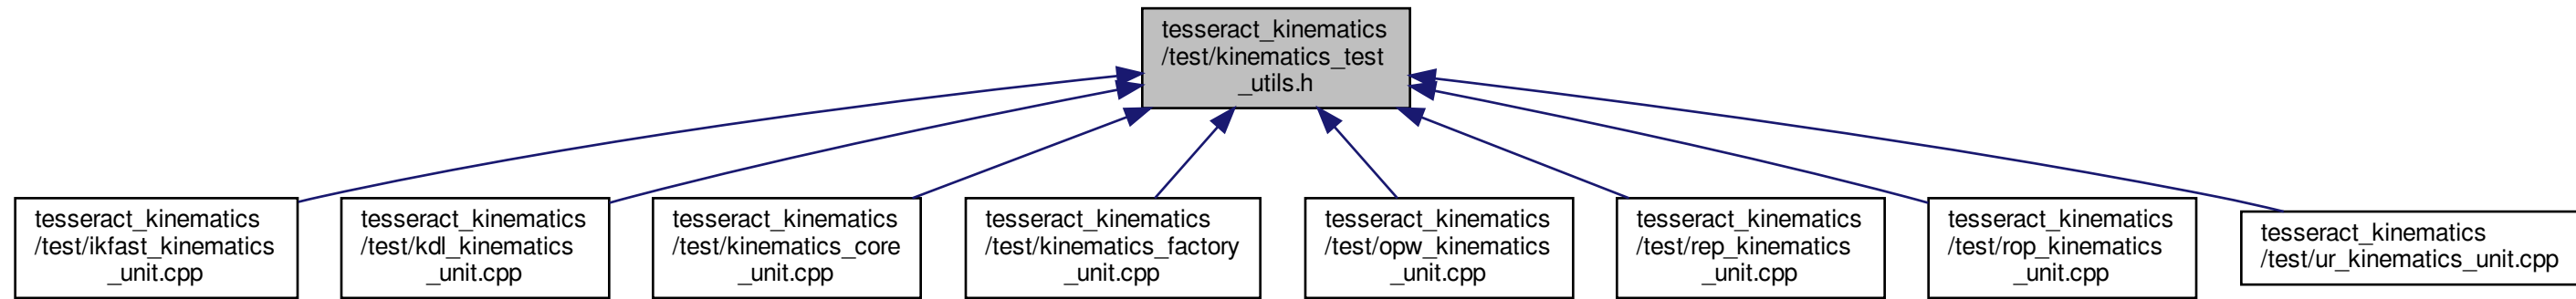 tesseract_kinematics
/test/kinematics_test
_utils.h
tesseract_kinematics
/test/ikfast_kinematics
_unit.cpp
tesseract_kinematics
/test/kdl_kinematics
_unit.cpp
tesseract_kinematics
/test/kinematics_core
_unit.cpp
tesseract_kinematics
/test/kinematics_factory
_unit.cpp
tesseract_kinematics
/test/opw_kinematics
_unit.cpp
tesseract_kinematics
/test/rep_kinematics
_unit.cpp
tesseract_kinematics
/test/rop_kinematics
_unit.cpp
tesseract_kinematics
/test/ur_kinematics_unit.cpp